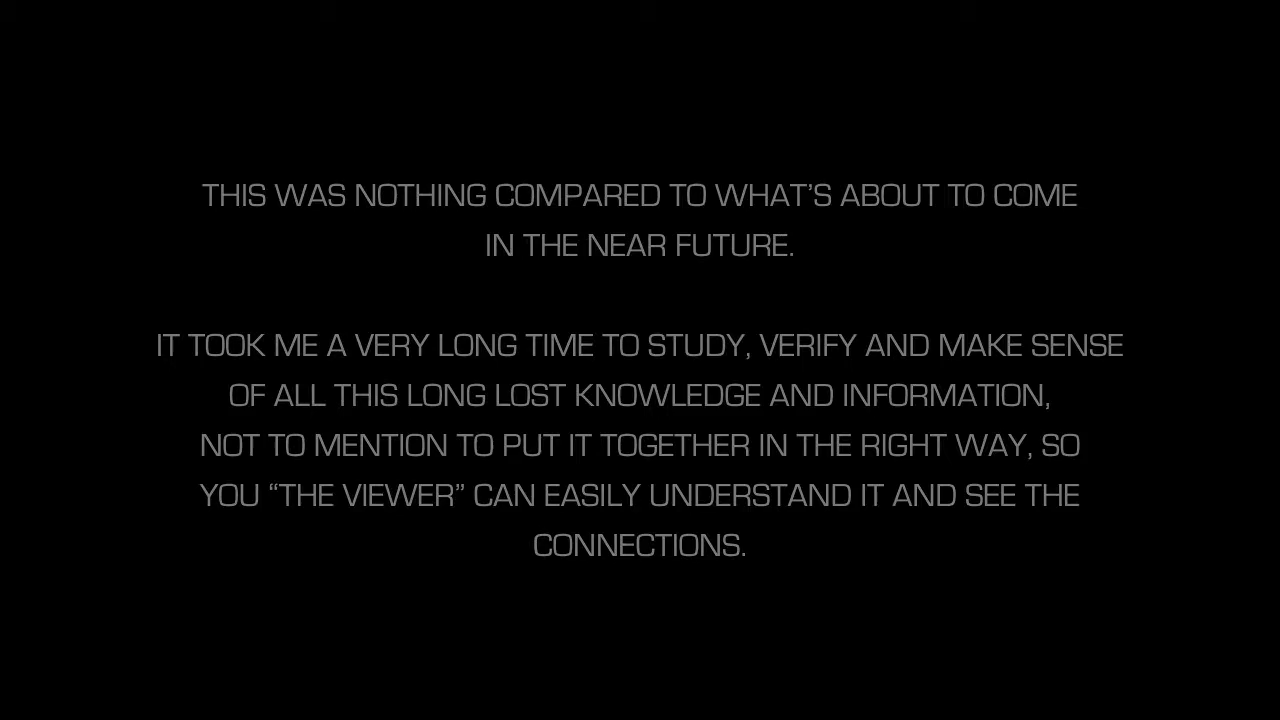 THIS WAS NOTHING COMPARED TO WHAT’S ABOUT TO COME
IN THE NEAR FUTURE.
IT TOOK ME A VERY LONG TIME TO STUDY, VERIFY AND MAKE SENSE
OF ALL THIS LONG LOST KNOWLEDGE AND INFORMATION,
NOT TO MENTION TO PUT IT TOGETHER IN THE RIGHT WAY, SO
YOU “THE VIEWER” CAN EASILY UNDERSTAND IT AND SEE THE
CONNECTIONS.